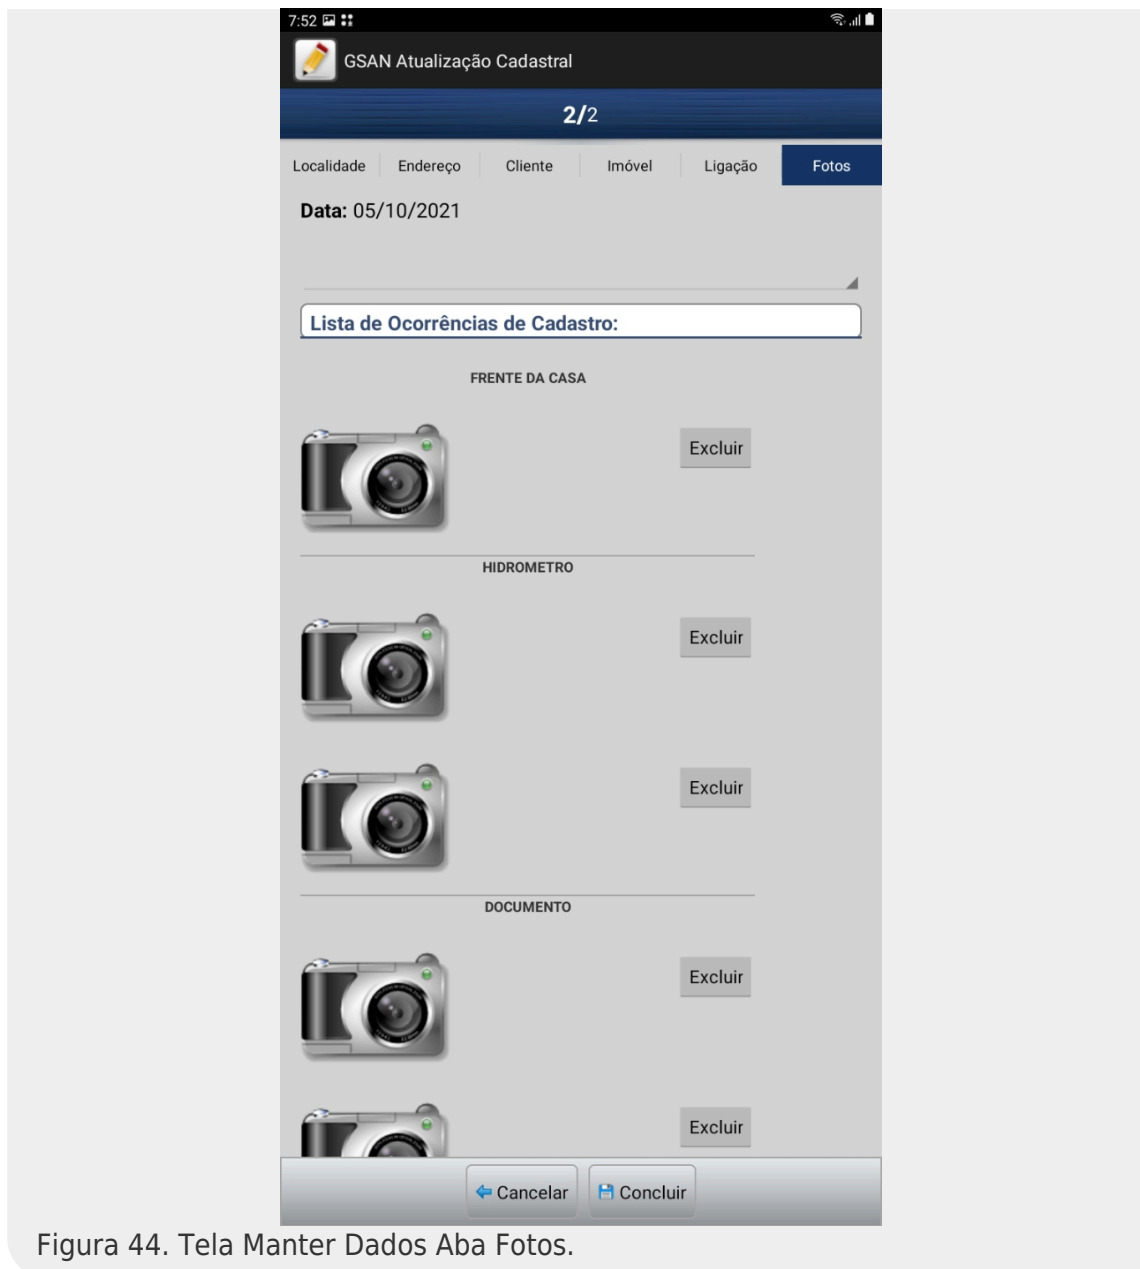 7:52
GSAN Atualização Cadastral
2/2
Localidade Endereço Cliente Imóvel Ligação Fotos
Data: 05/10/2021
Lista de Ocorrências de Cadastro:
FRENTE DA CASA
Excluir
HIDROMETRO
Excluir
Excluir
DOCUMENTO
Excluir
Excluir
Cancelar Concluir
Figura 44. Tela Manter Dados Aba Fotos.